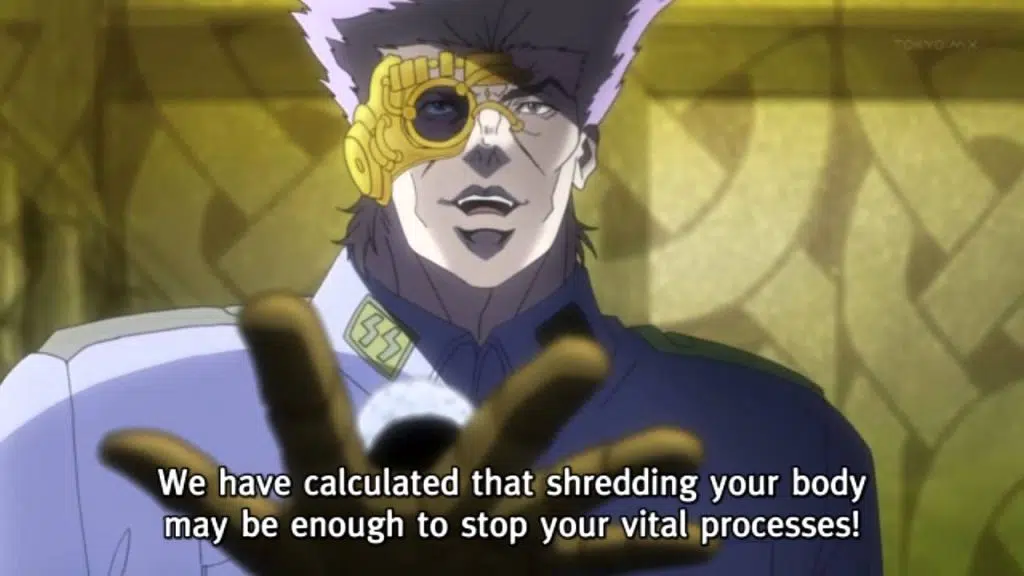 TOKYO MX
We have calculated that shredding your body
may be enough to stop your vital processes!